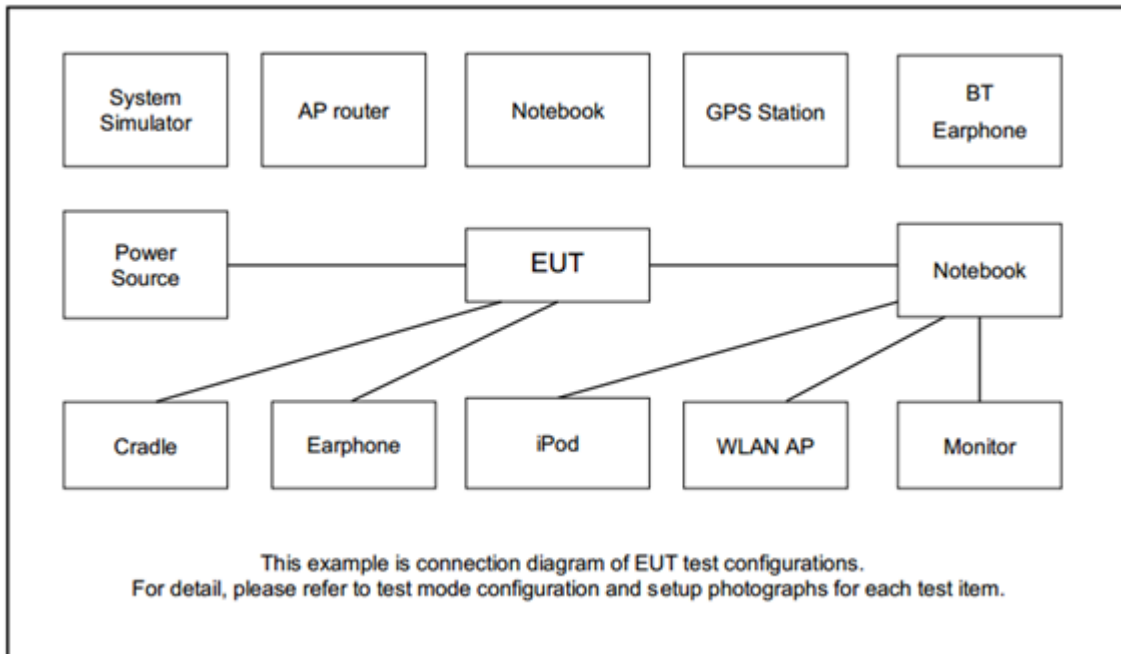 System
Simulator
AP router
Notebook
GPS Station
BT
Earphone
Power
Source
EUT
Notebook
Cradle
Earphone
iPod
WLAN AP
Monitor
This example is connection diagram of EUT test configurations.
For detail, please refer to test mode configuration and setup photographs for each test item.